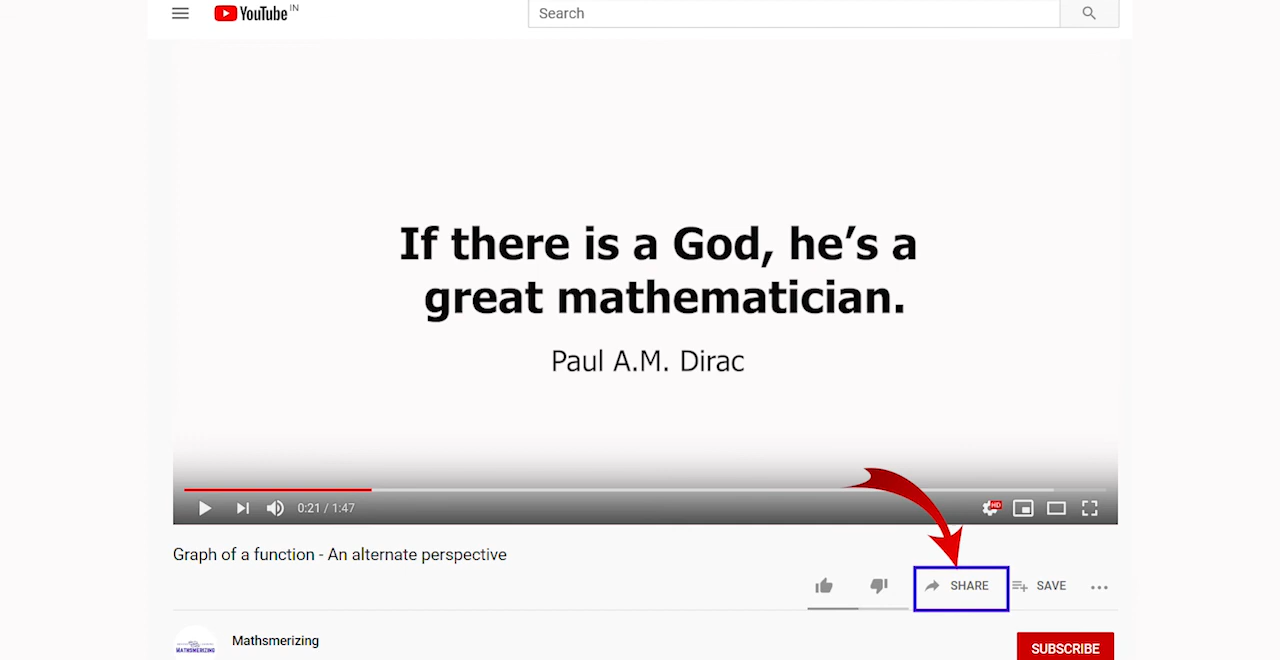 YouTube IN
Search
If there is a God, he's a
great mathematician.
Paul A.M. Dirac
0:21 / 1:47
HD
Graph of a function - An alternate perspective
SHARE
SAVE
Mathsmerizing
MATHSMERIZING
SUBSCRIBE